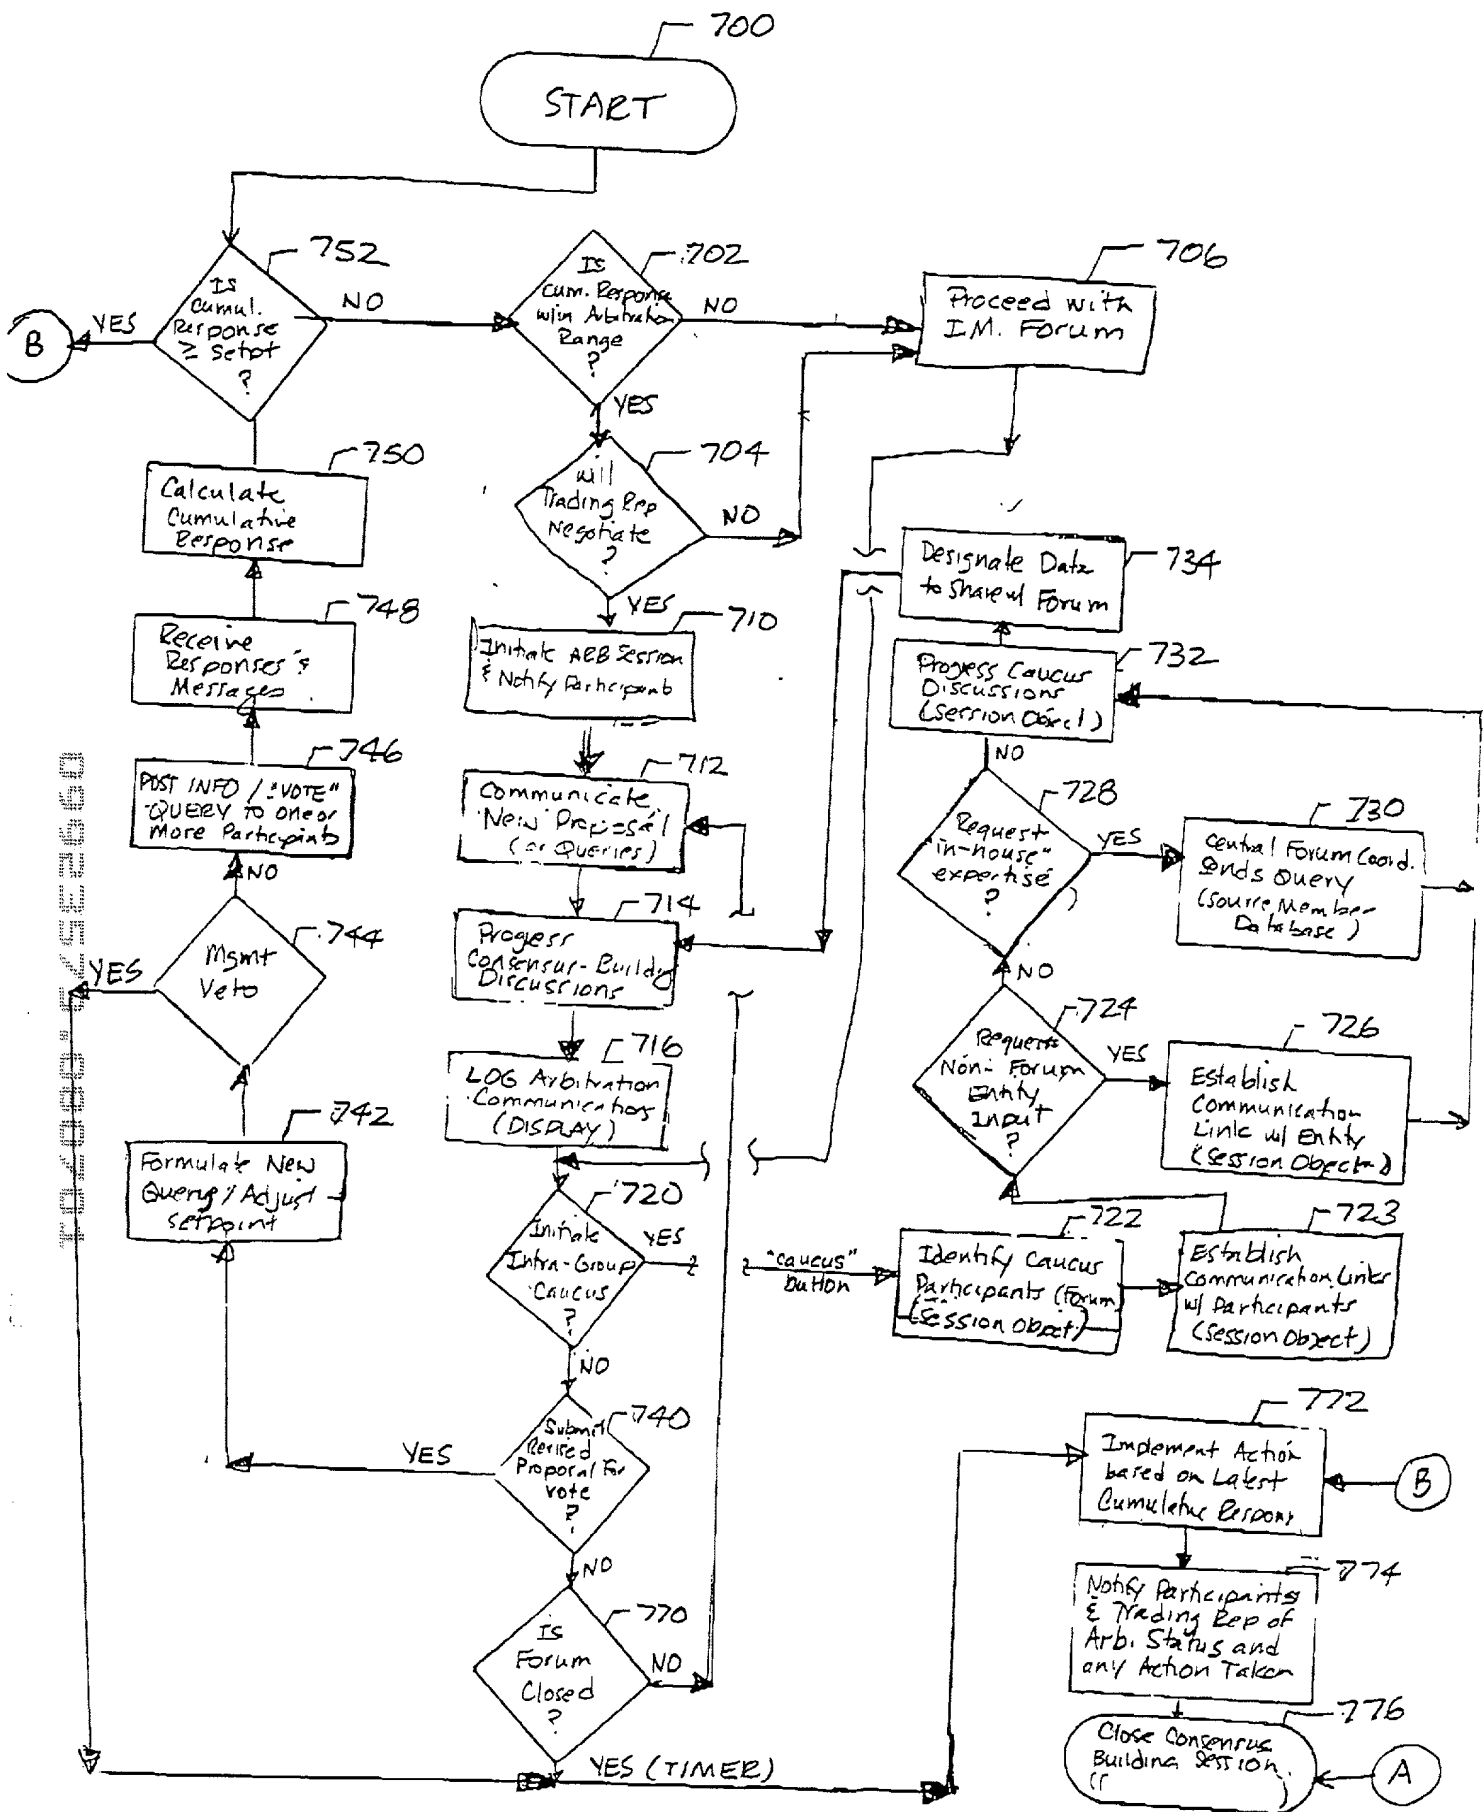 700
START
752
Is
Cumul.
Response
≥ setpt
?
YES
B
NO
702
Is
Cum. Response
w/in Arbitration
Range
?
NO
YES
706
Proceed with
I.M. Forum
704
Will
Trading Rep
Negotiate
?
NO
YES
750
Calculate
Cumulative
Response
748
Receive
Responses &
Messages
746
POST INFO / "VOTE"
QUERY to one or
More Participants
NO
744
Mgmt
Veto
YES
742
Formulate New
Query / Adjust
setpoint
710
Initiate ARB Session
& Notify Participants
712
Communicate
New Proposal
(or Queries)
714
Progress
Consensus-Building
Discussions
716
LOG Arbitration
Communications
(DISPLAY)
720
Initiate
Intra-Group
Caucus
?
YES
NO
"caucus"
button
740
Submit
Revised
Proposal For
vote
?
YES
NO
770
Is
Forum
Closed
?
NO
YES (TIMER)
734
Designate Data
to Share w/ Forum
732
Progress Caucus
Discussions
(Session Object)
NO
728
Request
"in-house"
expertise
?
YES
730
Central Forum Coord.
Sends Query
(Source Member
Database)
NO
724
Requests
Non-Forum
Entity
Input
?
YES
726
Establish
Communication
Link w/ Entity
(Session Object)
722
Identify Caucus
Participants (Forum)
(Session Object)
723
Establish
Communication Links
w/ Participants
(Session Object)
772
Implement Action
based on Latest
Cumulative Response
B
774
Notify Participants
& Trading Rep of
Arb. Status and
any Action Taken
776
Close Consensus
Building Session
A